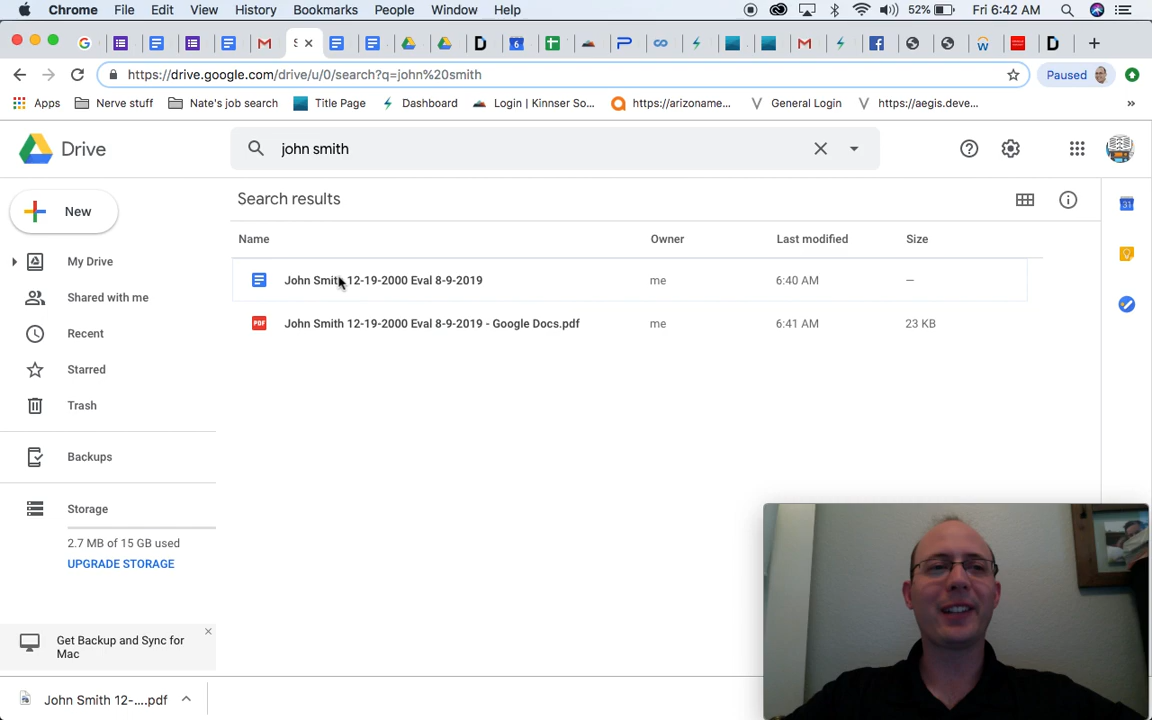 Chrome File Edit View History Bookmarks People Window Help 52% Fri 6:42 AM
S
https://drive.google.com/drive/u/0/search?q=john%20smith Paused
Apps Nerve stuff Nate's job search Title Page Dashboard Login | Kinnser So... https://arizoname... General Login https://aegis.deve... »
Drive john smith
New
Search results
Name Owner Last modified Size
My Drive
John Smith 12-19-2000 Eval 8-9-2019 me 6:40 AM —
Shared with me
John Smith 12-19-2000 Eval 8-9-2019 - Google Docs.pdf me 6:41 AM 23 KB
PDF
Recent
Starred
Trash
Backups
Storage
2.7 MB of 15 GB used
UPGRADE STORAGE
Get Backup and Sync for
Mac
John Smith 12-....pdf
31